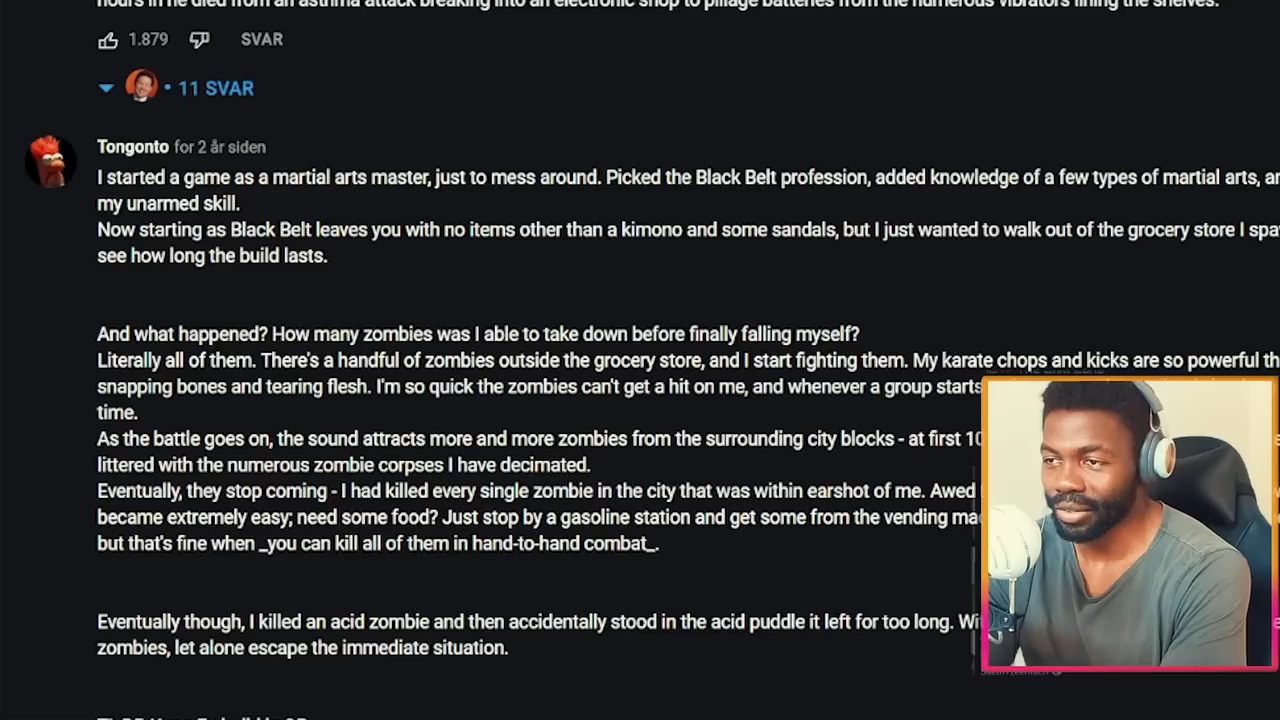 hours in he died from an asthma attack breaking into an electronic shop to pillage batteries from the numerous vibrators lining the shelves.
1.879 SVAR
11 SVAR
Tongonto for 2 år siden
I started a game as a martial arts master, just to mess around. Picked the Black Belt profession, added knowledge of a few types of martial arts, an
my unarmed skill.
Now starting as Black Belt leaves you with no items other than a kimono and some sandals, but I just wanted to walk out of the grocery store I spa
see how long the build lasts.
And what happened? How many zombies was I able to take down before finally falling myself?
Literally all of them. There's a handful of zombies outside the grocery store, and I start fighting them. My karate chops and kicks are so powerful th
snapping bones and tearing flesh. I'm so quick the zombies can't get a hit on me, and whenever a group starts
time.
As the battle goes on, the sound attracts more and more zombies from the surrounding city blocks - at first 10
littered with the numerous zombie corpses I have decimated.
Eventually, they stop coming - I had killed every single zombie in the city that was within earshot of me. Awed
became extremely easy; need some food? Just stop by a gasoline station and get some from the vending mac
but that's fine when _you can kill all of them in hand-to-hand combat_.
Eventually though, I killed an acid zombie and then accidentally stood in the acid puddle it left for too long. Wi
zombies, let alone escape the immediate situation.